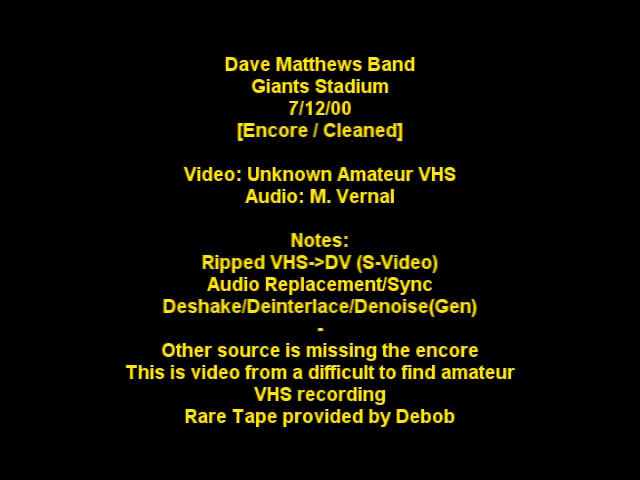 Dave Matthews Band
Giants Stadium
7/12/00
[Encore / Cleaned]
Video: Unknown Amateur VHS
Audio: M. Vernal
Notes:
Ripped VHS->DV (S-Video)
Audio Replacement/Sync
Deshake/Deinterlace/Denoise(Gen)
-
Other source is missing the encore
This is video from a difficult to find amateur
VHS recording
Rare Tape provided by Debob